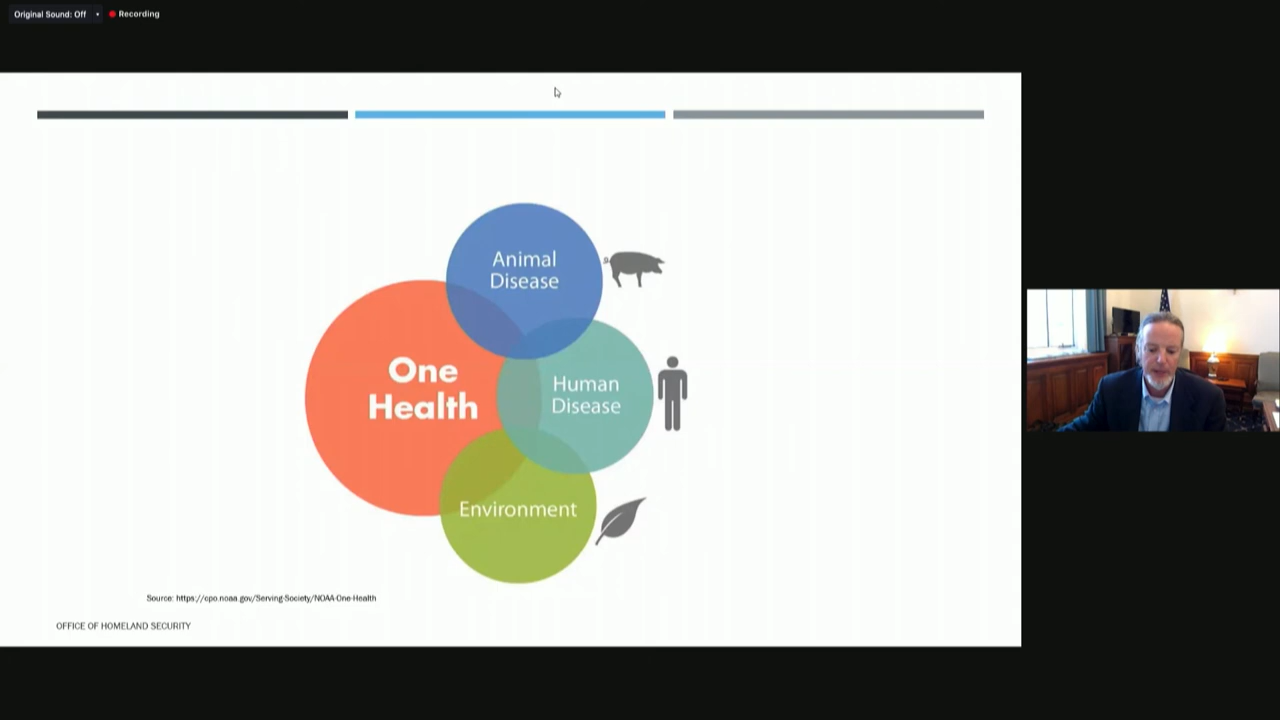 Original Sound: Off
Recording
Animal
Disease
One
Health
Human
Disease
Environment
Source: https://cpo.noaa.gov/Serving-Society/NOAA-One-Health
OFFICE OF HOMELAND SECURITY